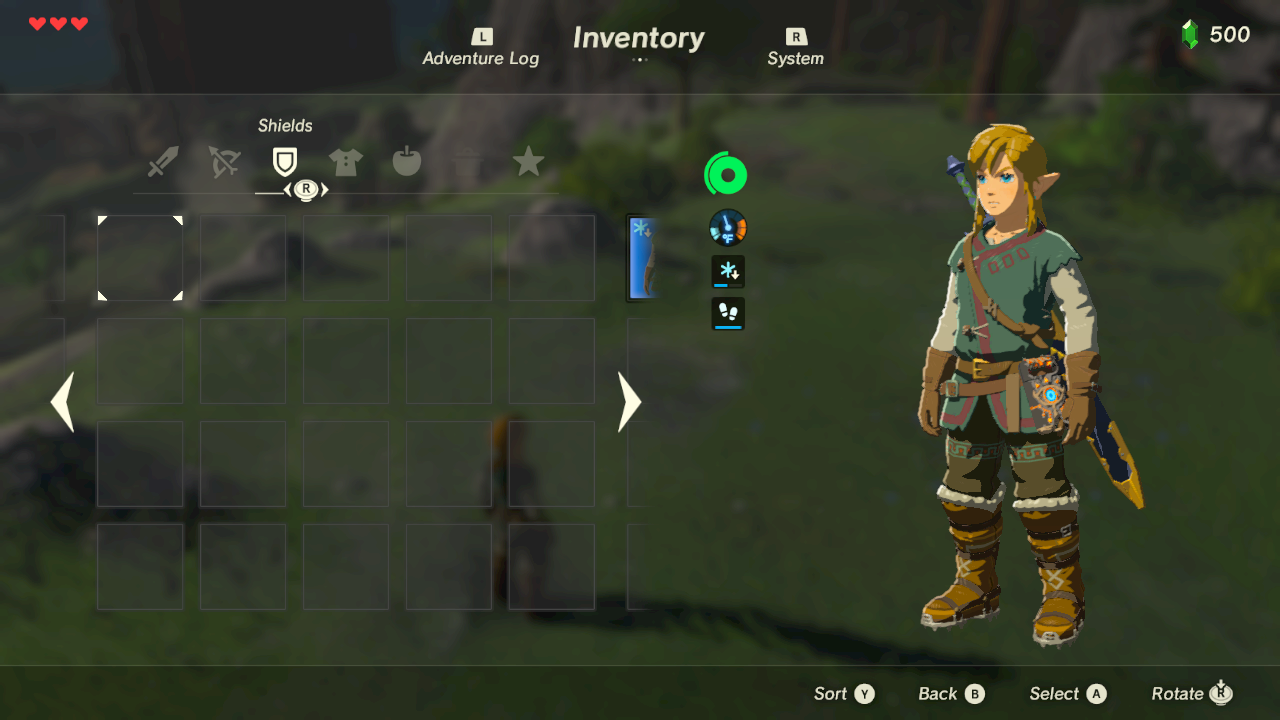 L
Adventure Log
Inventory
R
System
500
Shields
R
°F
Sort Y
Back B
Select A
Rotate R